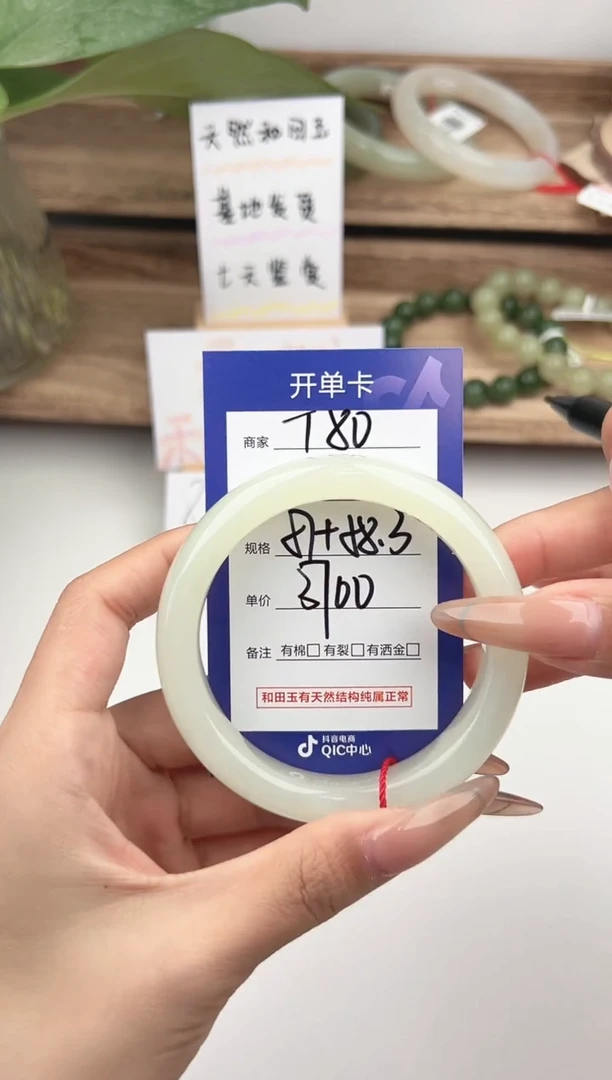 天然和田玉
基地发货
七天鉴赏
开单卡
商家 T80
规格
单价 3700
备注 有棉□ 有裂□ 有洒金□
和田玉有天然结构纯属正常
抖音电商
QIC中心